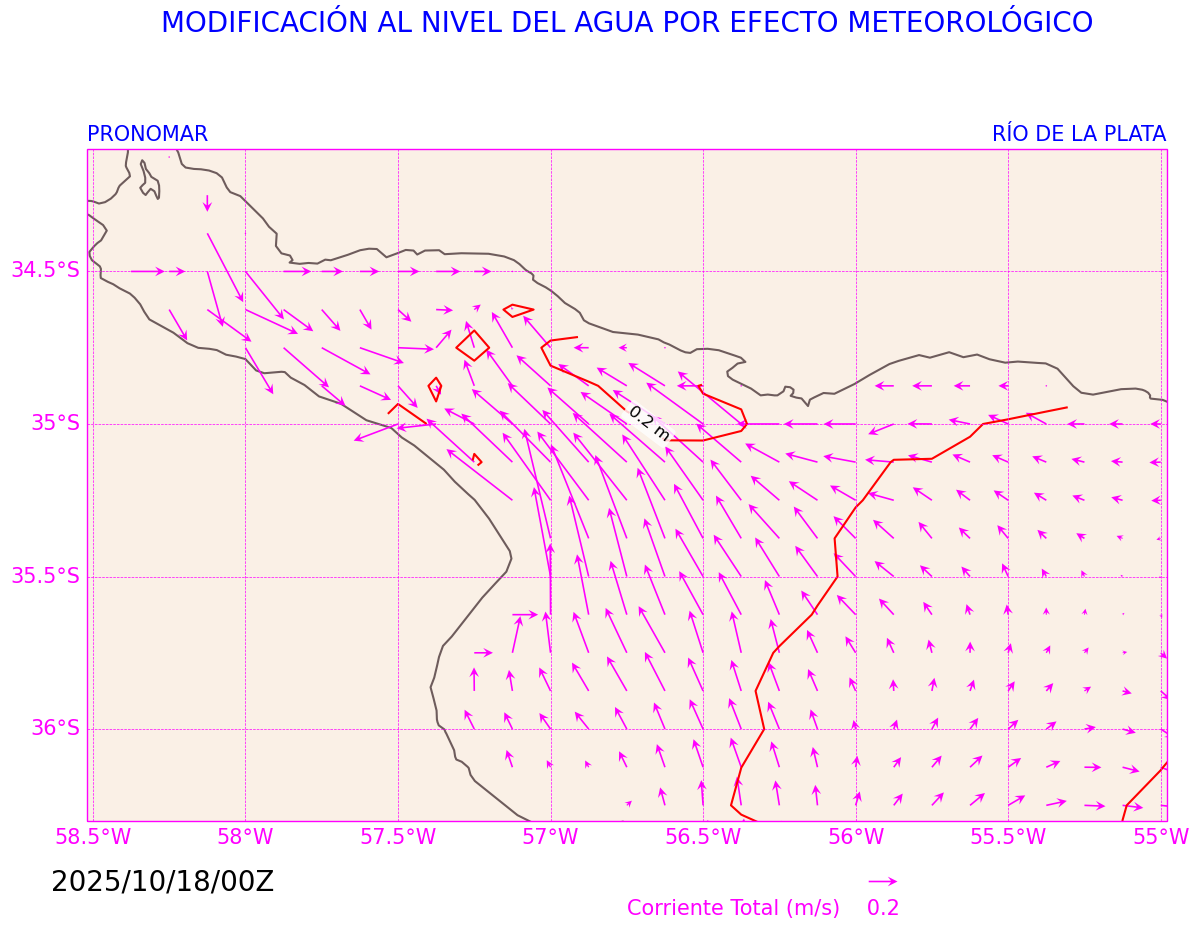 MODIFICACIÓN AL NIVEL DEL AGUA POR EFECTO METEOROLÓGICO
PRONOMAR
RÍO DE LA PLATA
34.5°S
35°S
35.5°S
36°S
0.2 m
58.5°W
58°W
57.5°W
57°W
56.5°W
56°W
55.5°W
55°W
2025/10/18/00Z
Corriente Total (m/s)
0.2